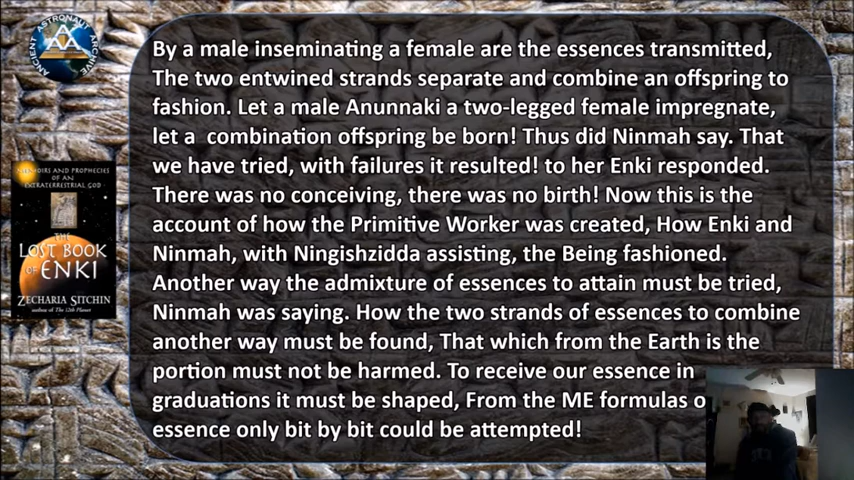 ANCIENT ASTRONAUT ARCHIVE
AA
By a male inseminating a female are the essences transmitted,
The two entwined strands separate and combine an offspring to
fashion. Let a male Anunnaki a two-legged female impregnate,
let a combination offspring be born! Thus did Ninmah say. That
we have tried, with failures it resulted! to her Enki responded.
There was no conceiving, there was no birth! Now this is the
account of how the Primitive Worker was created, How Enki and
Ninmah, with Ningishzidda assisting, the Being fashioned.
Another way the admixture of essences to attain must be tried,
Ninmah was saying. How the two strands of essences to combine
another way must be found, That which from the Earth is the
portion must not be harmed. To receive our essence in
graduations it must be shaped, From the ME formulas o
essence only bit by bit could be attempted!
MEMOIRS AND PROPHECIES
OF AN
EXTRATERRESTRIAL GOD
THE
LOST BOOK
OF ENKI
ZECHARIA SITCHIN
author of The 12th Planet